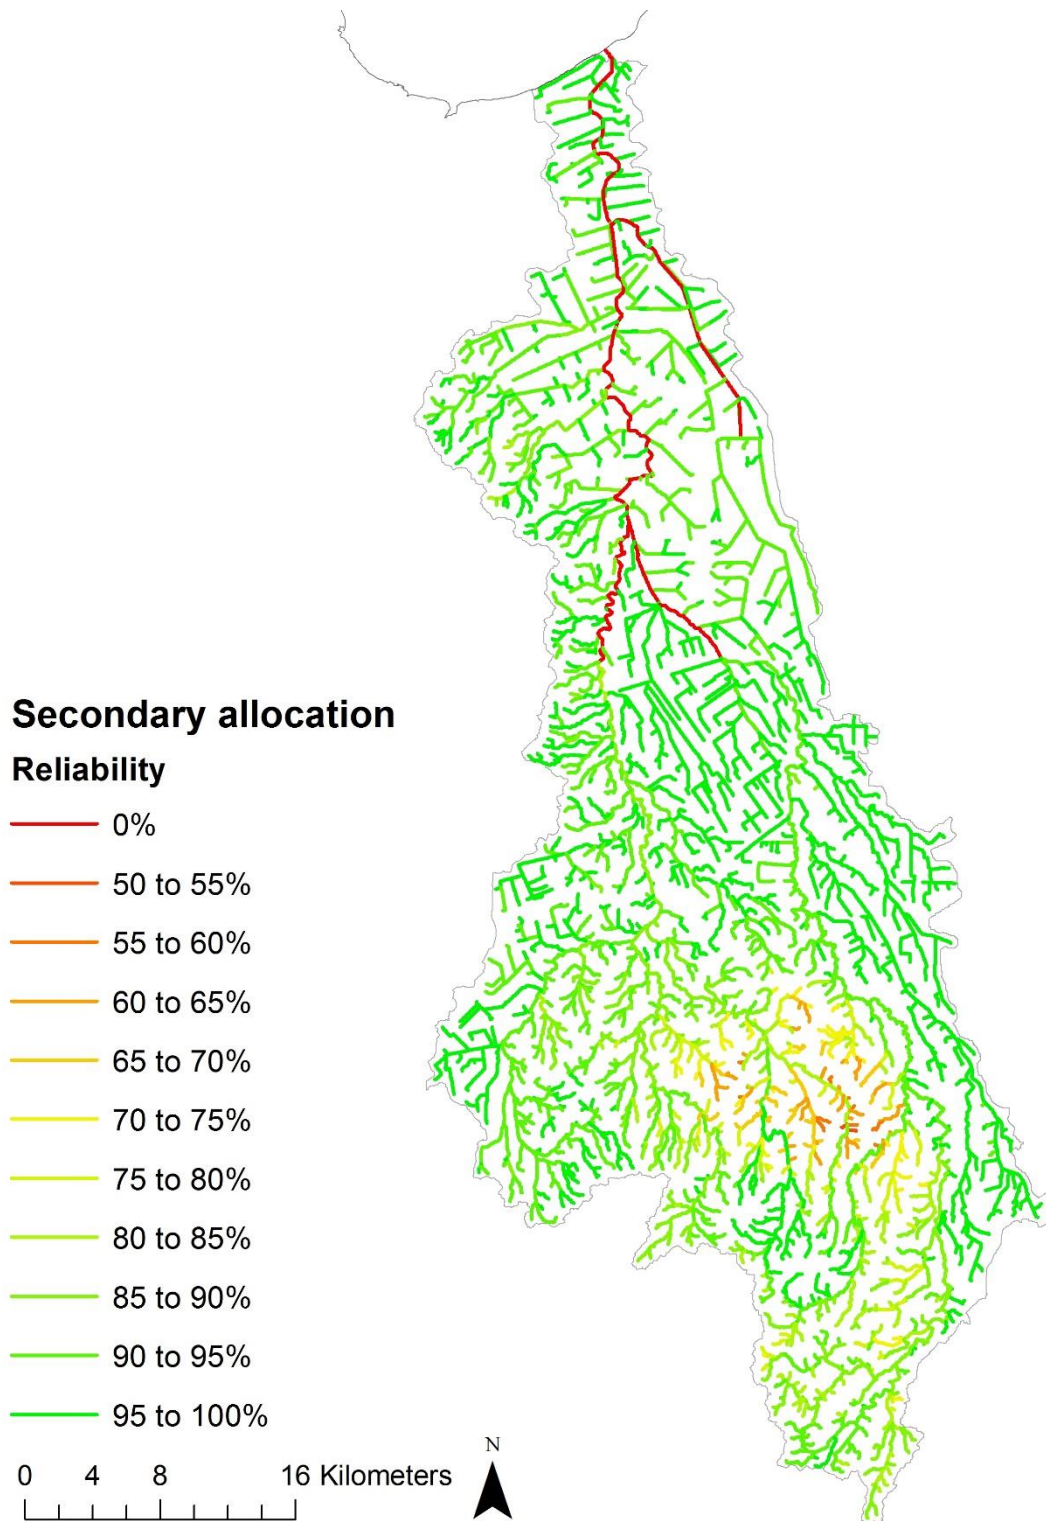 Secondary allocation
Reliability
0%
50 to 55%
55 to 60%
60 to 65%
65 to 70%
70 to 75%
75 to 80%
80 to 85%
85 to 90%
90 to 95%
95 to 100%
0 4 8 16 Kilometers
N